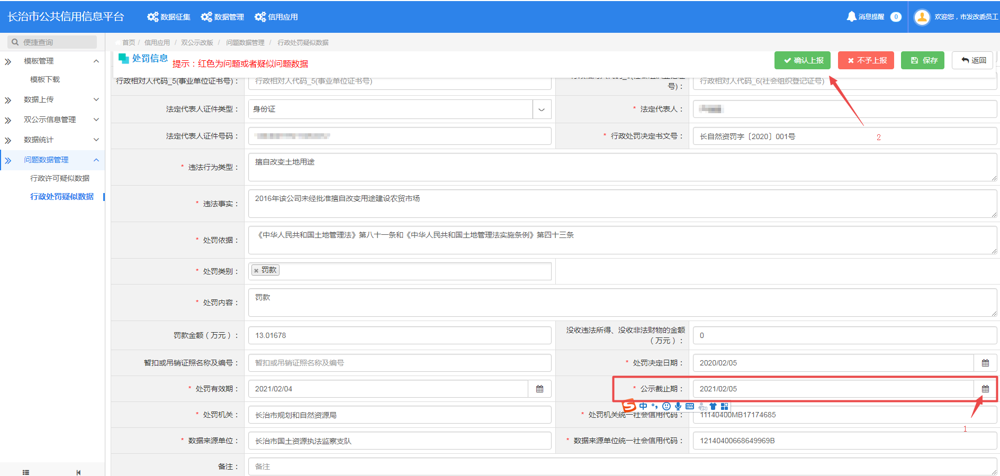 长治市公共信用信息平台
数据征集
数据管理
信用应用
消息提醒 0
欢迎您，市发改委员工
便捷查询
模板管理
模板下载
数据上传
双公示信息管理
数据统计
问题数据管理
行政许可疑似数据
行政处罚疑似数据
首页 / 信用应用 / 双公示改版 / 问题数据管理 / 行政处罚疑似数据
处罚信息
提示：红色为问题或者疑似问题数据
确认上报
不予上报
保存
返回
行政相对人代码_5(事业单位证书号)： 行政相对人代码_5(事业单位证书号)
号)： 行政相对人代码_6(社会组织登记证号)
法定代表人证件类型： 身份证
* 法定代表人：
法定代表人证件号码：
* 行政处罚决定书文号： 长自然资罚字〔2020〕001号
2
* 违法行为类型： 擅自改变土地用途
* 违法事实： 2016年该公司未经批准擅自改变用途建设农贸市场
* 处罚依据： 《中华人民共和国土地管理法》第八十一条和《中华人民共和国土地管理法实施条例》第四十三条
* 处罚类别： × 罚款
* 处罚内容： 罚款
罚款金额（万元）： 13.01678
没收违法所得、没收非法财物的金额
（万元）： 0
暂扣或吊销证照名称及编号： 暂扣或吊销证照名称及编号
* 处罚决定日期： 2020/02/05
* 处罚有效期： 2021/02/04
* 公示截止期： 2021/02/05
中
* 处罚机关： 长治市规划和自然资源局
* 处罚机关统一社会信用代码： 11140400MB17174685
1
* 数据来源单位： 长治市国土资源执法监察支队
* 数据来源单位统一社会信用代码： 12140400668649969B
备注： 备注